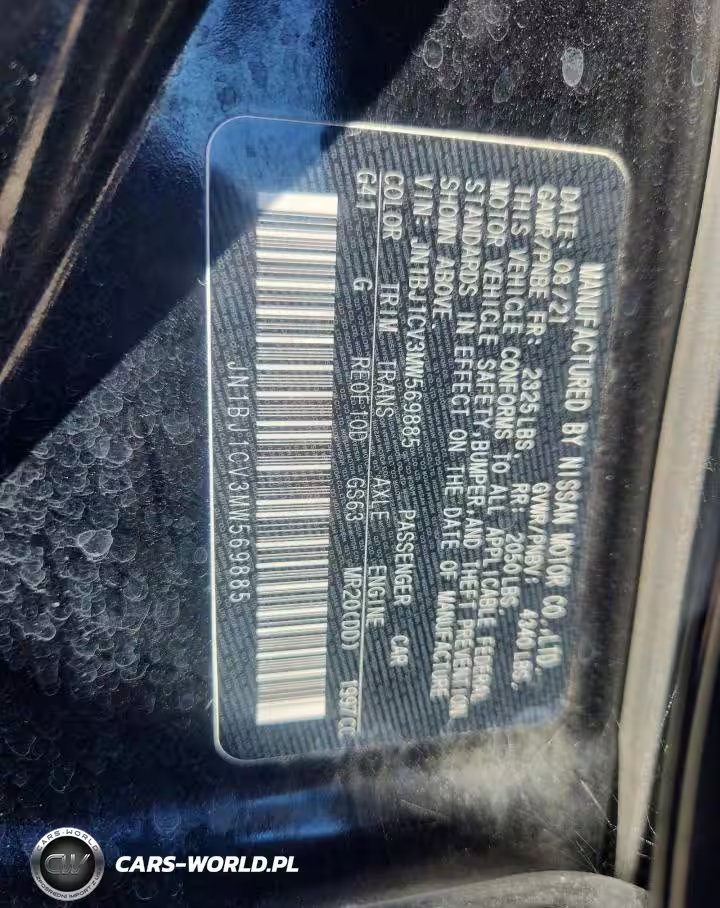 MANUFACTURED BY NISSAN MOTOR CO.,LTD.
DATE: 08/21 GVWR/PNBV: 4240 LBS,
GAWR/PNBE FR: 2325 LBS RR: 2050 LBS
THIS VEHICLE CONFORMS TO ALL APPLICABLE FEDERAL
MOTOR VEHICLE SAFETY, BUMPER, AND THEFT PREVENTION
STANDARDS IN EFFECT ON THE DATE OF MANUFACTURE
SHOWN ABOVE
VIN: JN1BJ1CV3MW569885 PASSENGER CAR
COLOR TRIM TRANS AXLE ENGINE
G41 G RE0F10D GS63 MR20(DD) 1997CC
JN1BJ1CV3MW569885
CARS-WORLD
CW
CARS-WORLD.PL